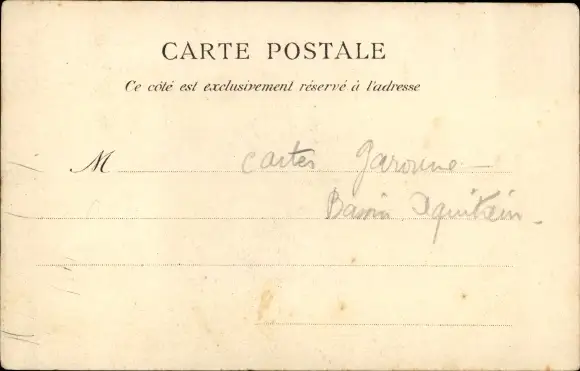 CARTE POSTALE
Ce côté est exclusivement réservé à l'adresse
M cartes Garonne
Bassin Aquitain